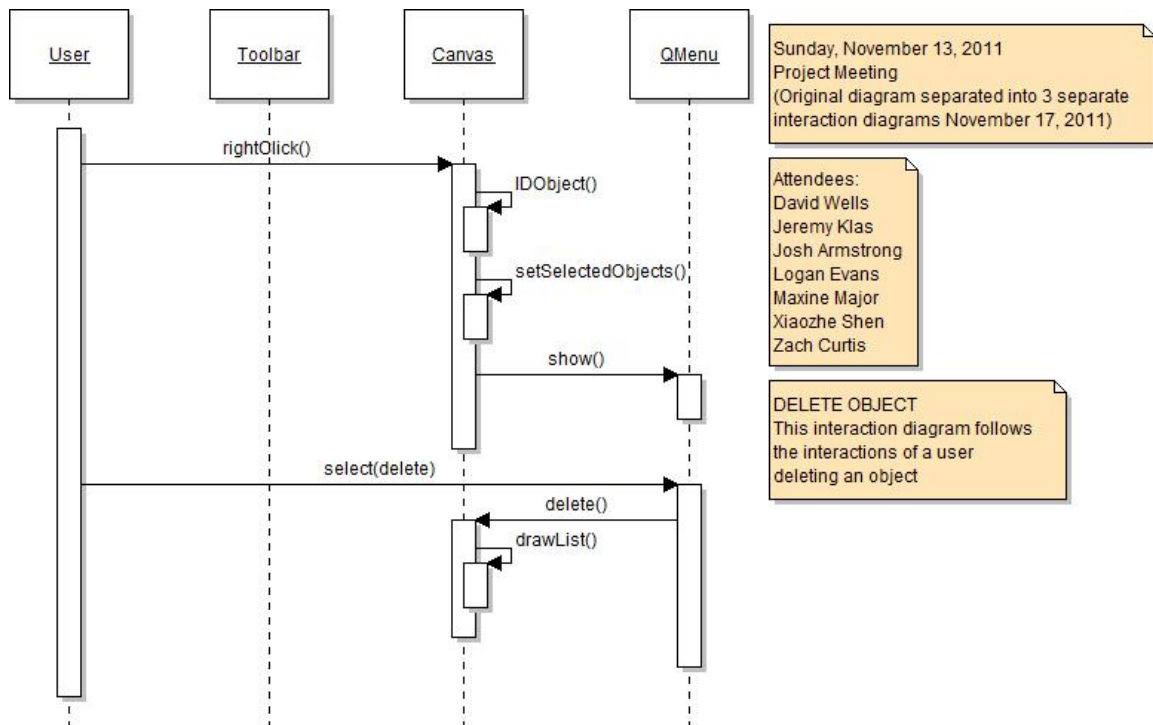 User
Toolbar
Canvas
QMenu
Sunday, November 13, 2011
Project Meeting
(Original diagram separated into 3 separate
interaction diagrams November 17, 2011)
rightOlick()
IDObject()
setSelectedObjects()
show()
select(delete)
delete()
drawList()
Attendees:
David Wells
Jeremy Klas
Josh Armstrong
Logan Evans
Maxine Major
Xiaozhe Shen
Zach Curtis
DELETE OBJECT
This interaction diagram follows
the interactions of a user
deleting an object